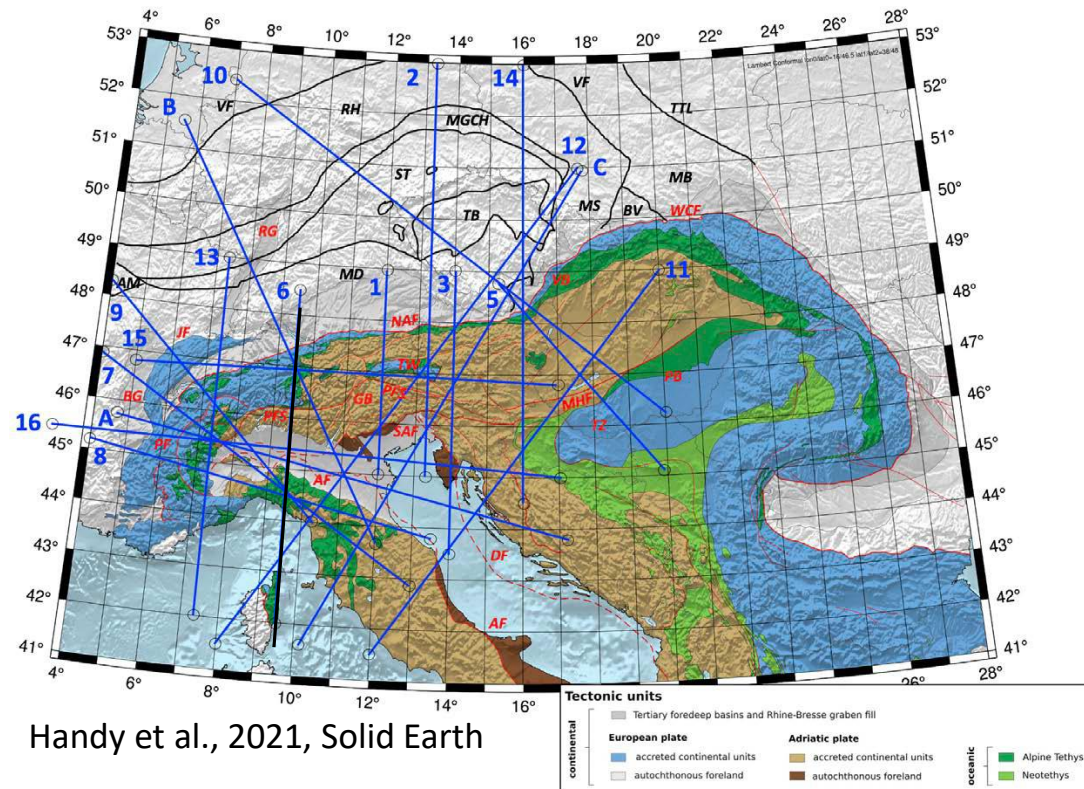 4° 6° 8° 10° 12° 14° 16° 18° 20° 22° 24° 26° 28°
53° 53°
Lambert Conformal
52° 52°
51° 51°
50° 50°
49° 49°
48° 48°
47° 47°
46° 46°
45° 45°
44° 44°
43° 43°
42° 42°
41° 41°
10 2 14 VF TTL
B VF RH MGCH 12 C
ST MS BV MB
TB WCF
RG
13 MD 6 1 3 5 VB 11
AM
9 NAF
15 JF TW PB
7 GB PFS MHF
BG PFS TZ
16 A SAF
PF
8 AF
DF
AF
4° 6° 8° 10° 12° 14° 16° 26° 28°
Handy et al., 2021, Solid Earth
Tectonic units
continental
Tertiary foredeep basins and Rhine-Bresse graben fill
European plate
accreted continental units
autochthonous foreland
Adriatic plate
accreted continental units
autochthonous foreland
oceanic
Alpine Tethys
Neotethys